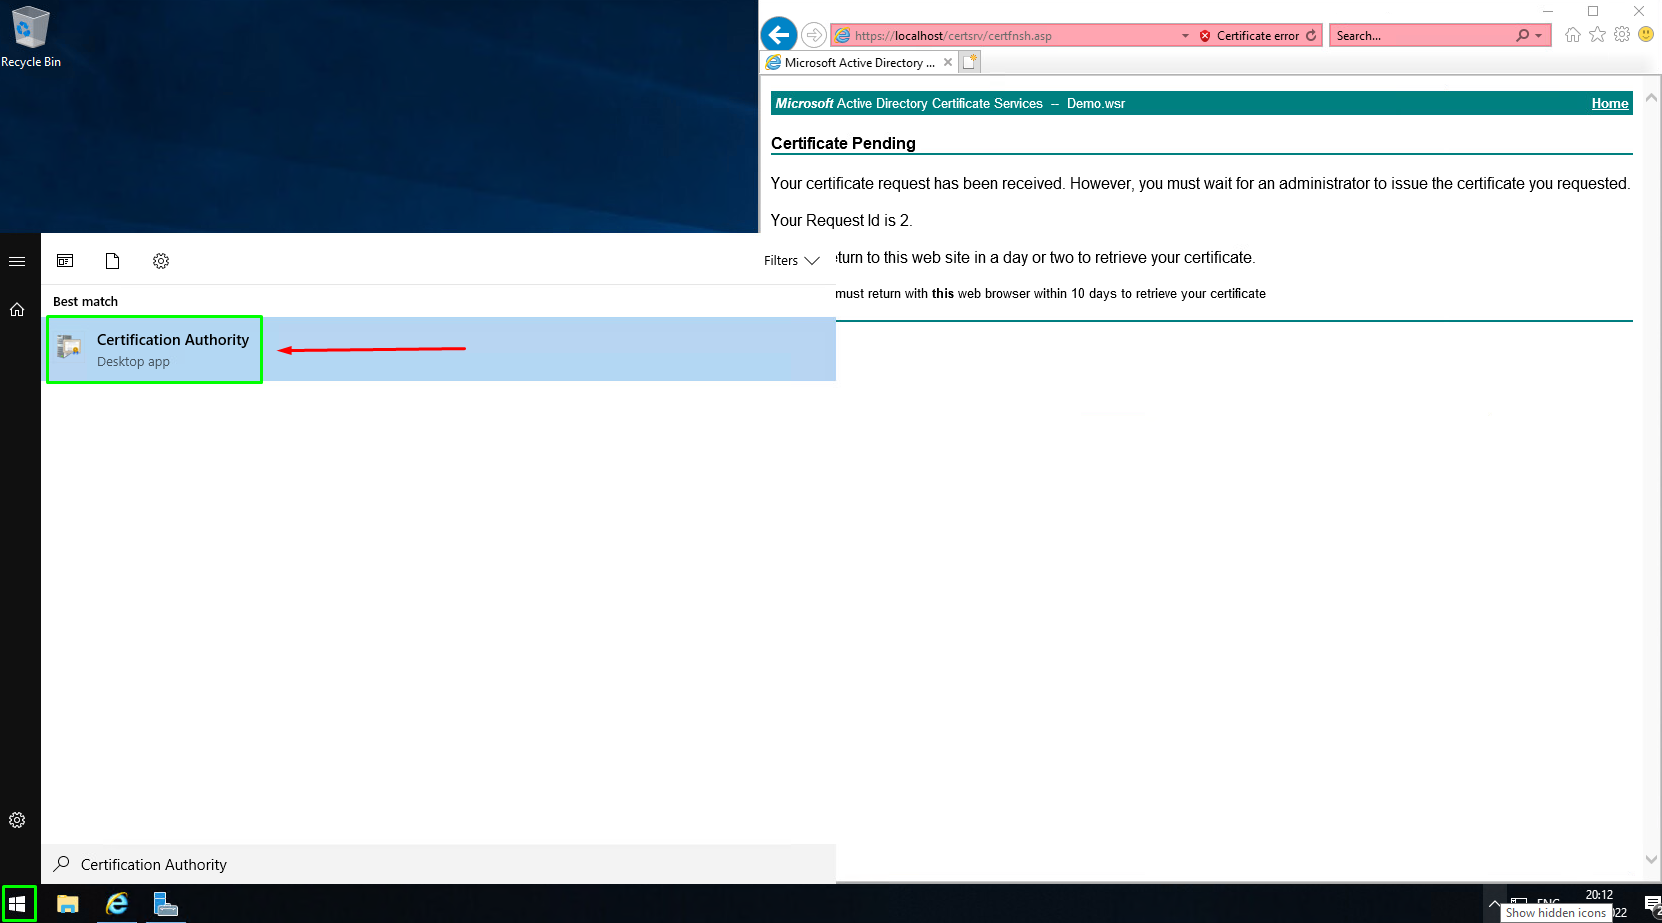 Recycle Bin
https://localhost/certsrv/certfnsh.asp
Certificate error
Search...
Microsoft Active Directory ...
Microsoft Active Directory Certificate Services -- Demo.wsr
Home
Certificate Pending
Your certificate request has been received. However, you must wait for an administrator to issue the certificate you requested.
Your Request Id is 2.
turn to this web site in a day or two to retrieve your certificate.
must return with this web browser within 10 days to retrieve your certificate
Filters
Best match
Certification Authority
Desktop app
Certification Authority
20:12
ENG
Show hidden icons
022